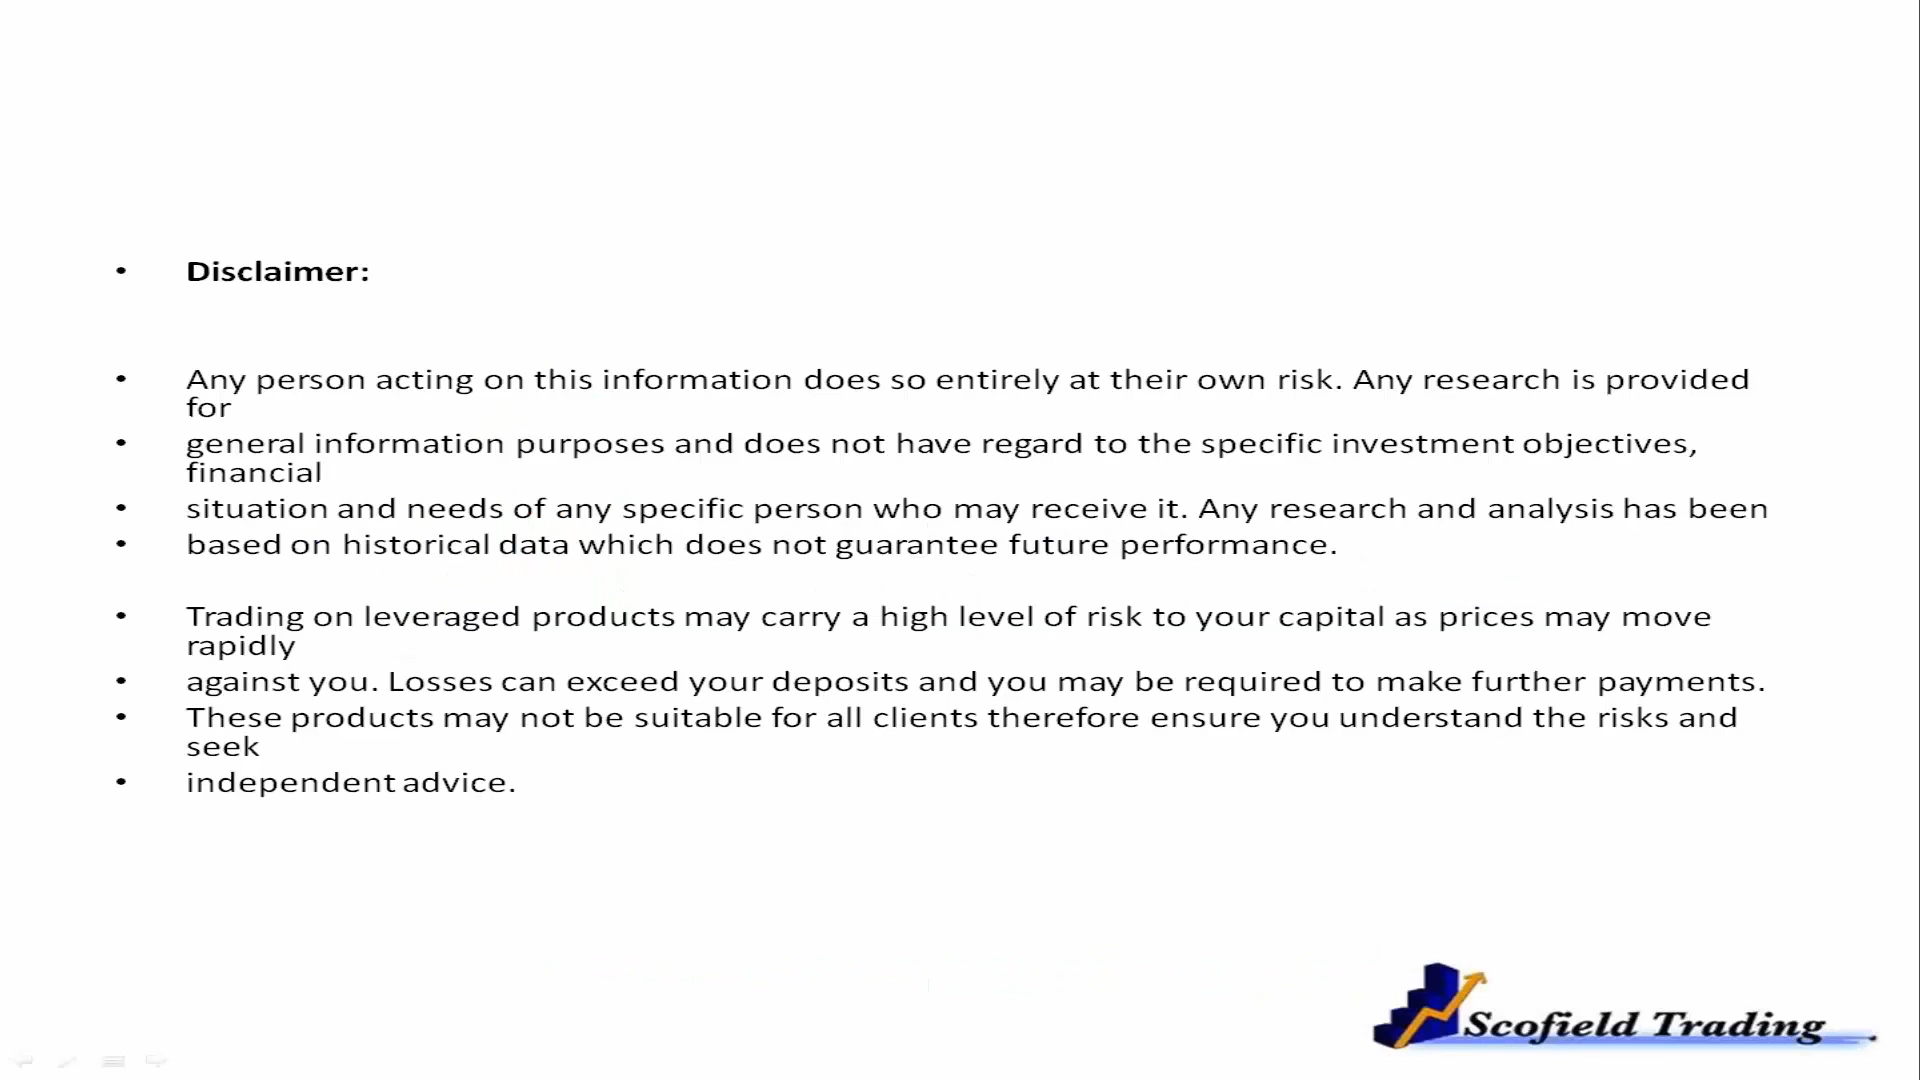 • Disclaimer:
• Any person acting on this information does so entirely at their own risk. Any research is provided
for
• general information purposes and does not have regard to the specific investment objectives,
financial
• situation and needs of any specific person who may receive it. Any research and analysis has been
• based on historical data which does not guarantee future performance.
• Trading on leveraged products may carry a high level of risk to your capital as prices may move
rapidly
• against you. Losses can exceed your deposits and you may be required to make further payments.
• These products may not be suitable for all clients therefore ensure you understand the risks and
seek
• independent advice.
Scofield Trading